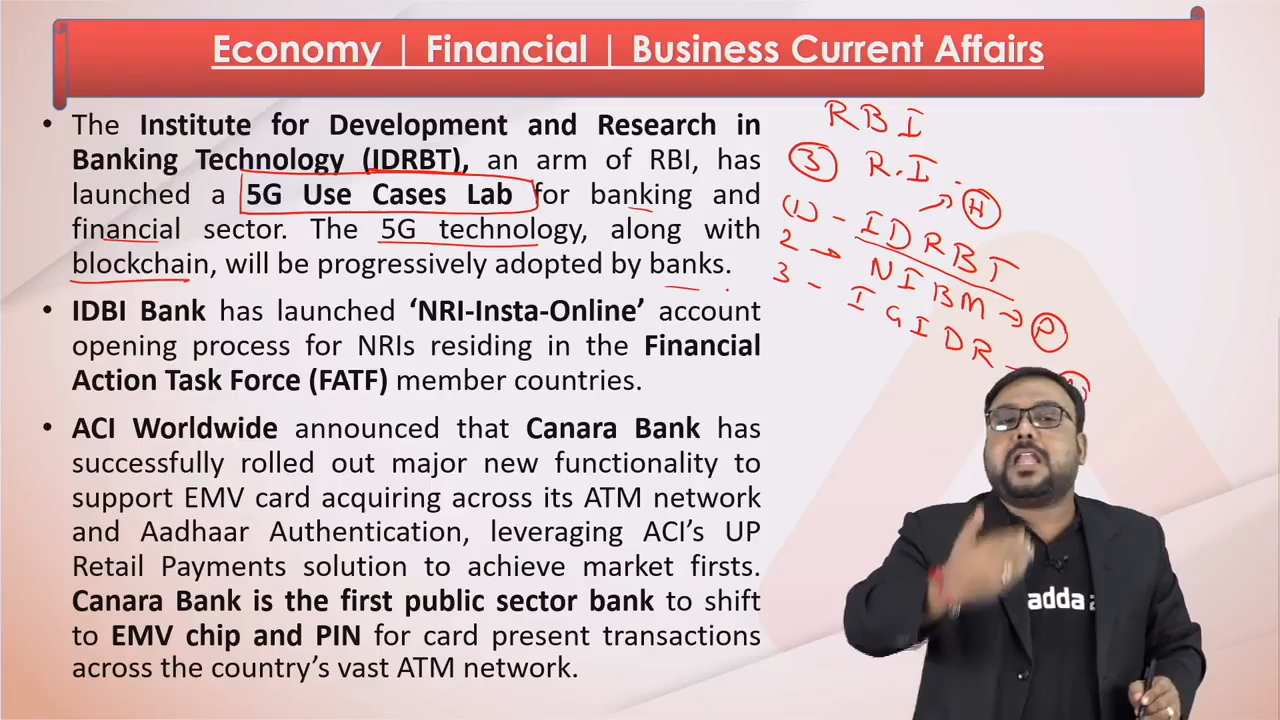 Economy | Financial | Business Current Affairs
• The Institute for Development and Research in
Banking Technology (IDRBT), an arm of RBI, has
launched a 5G Use Cases Lab for banking and
financial sector. The 5G technology, along with
blockchain, will be progressively adopted by banks.
• IDBI Bank has launched ‘NRI-Insta-Online’ account
opening process for NRIs residing in the Financial
Action Task Force (FATF) member countries.
• ACI Worldwide announced that Canara Bank has
successfully rolled out major new functionality to
support EMV card acquiring across its ATM network
and Aadhaar Authentication, leveraging ACI’s UP
Retail Payments solution to achieve market firsts.
Canara Bank is the first public sector bank to shift
to EMV chip and PIN for card present transactions
across the country’s vast ATM network.
RBI
3 R.I.
(1) - IDRBT → H
2 → NIBM → P
3 - IGIDR -
adda